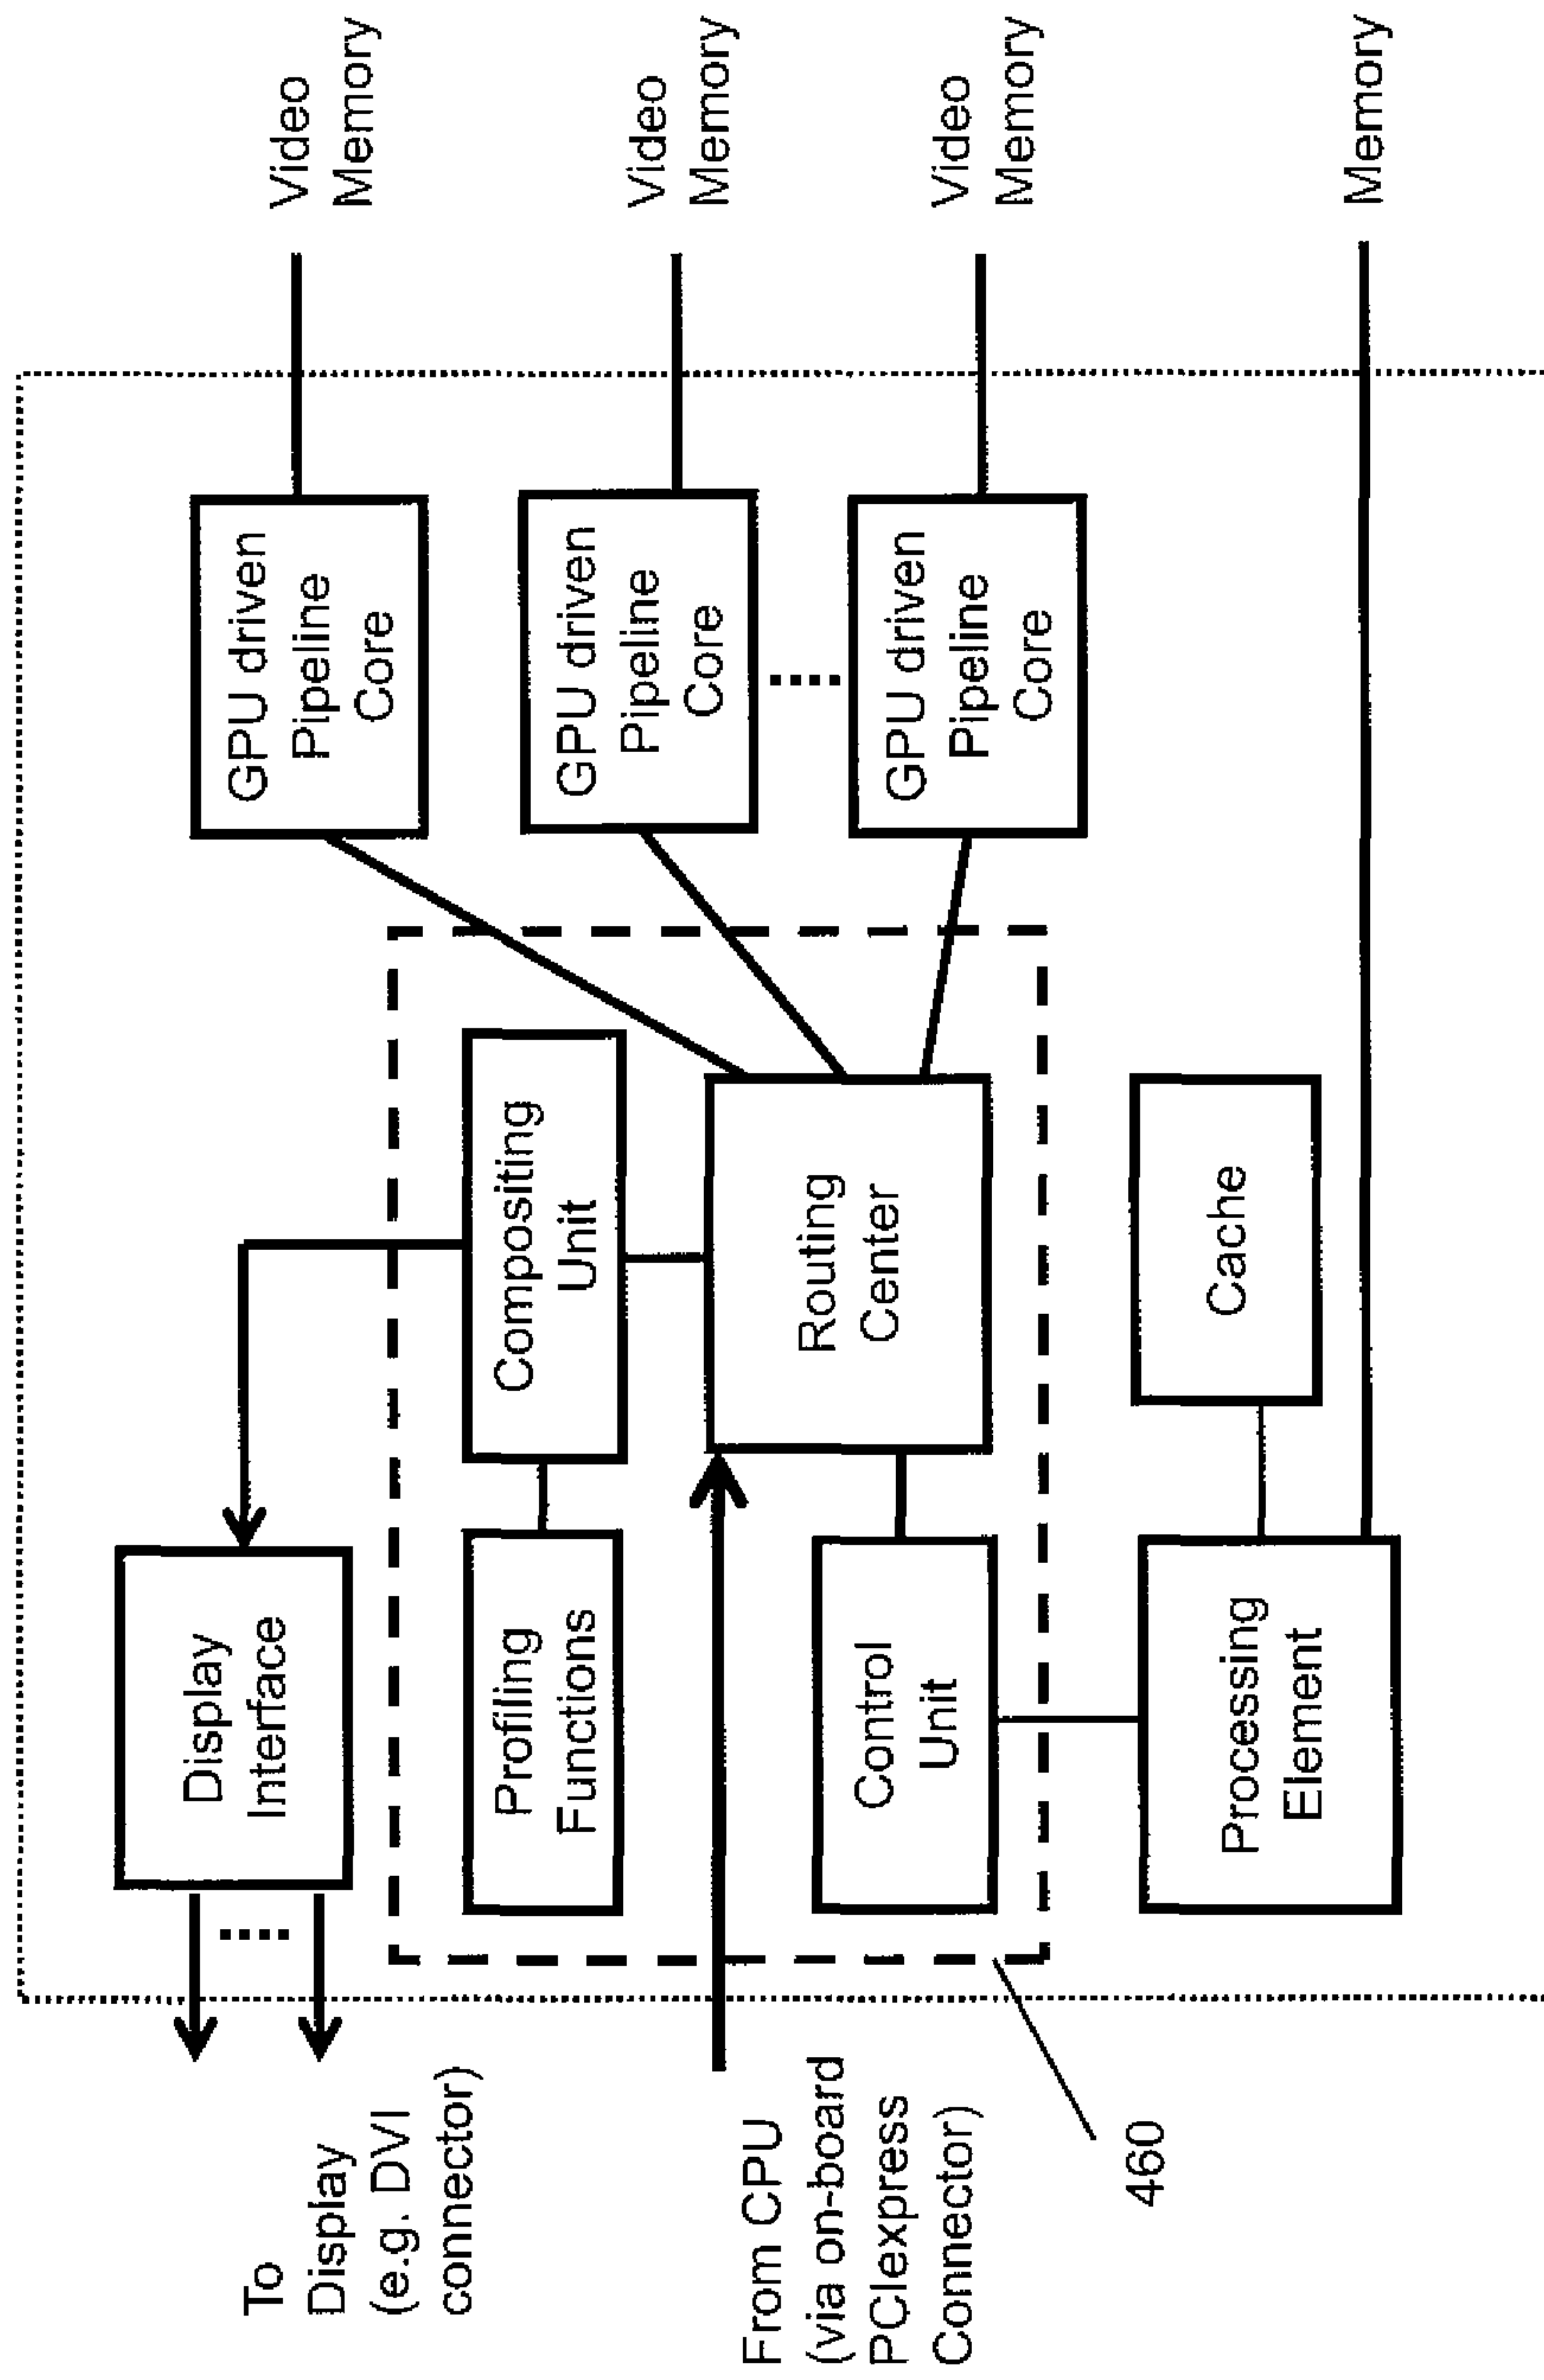 To
Display
(e.g. DVI
connector)
Display
Interface
Profiling
Functions
Compositing
Unit
From CPU
(via on-board
PCIexpress
Connector)
Control
Unit
Routing
Center
460
Processing
Element
Cache
GPU driven
Pipeline
Core
GPU driven
Pipeline
Core
GPU driven
Pipeline
Core
Video
Memory
Video
Memory
Video
Memory
Memory